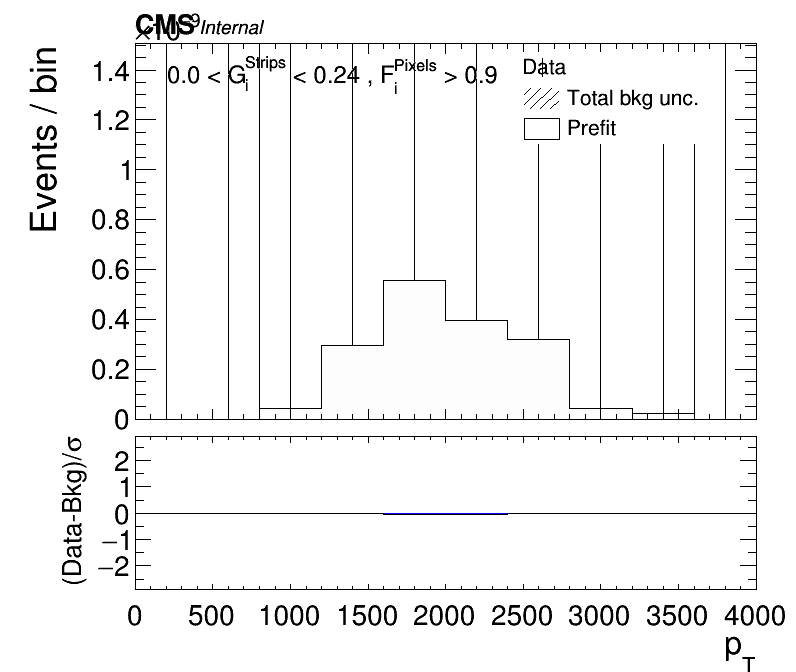 CMS Internal
×10⁻⁹
0.0 < G_i^Strips < 0.24 , F_i^Pixels > 0.9
Data
Total bkg unc.
Prefit
Events / bin
1.4
1.2
1
0.8
0.6
0.4
0.2
0
(Data-Bkg)/σ
2
1
0
−1
−2
0 500 1000 1500 2000 2500 3000 3500 4000
p_T